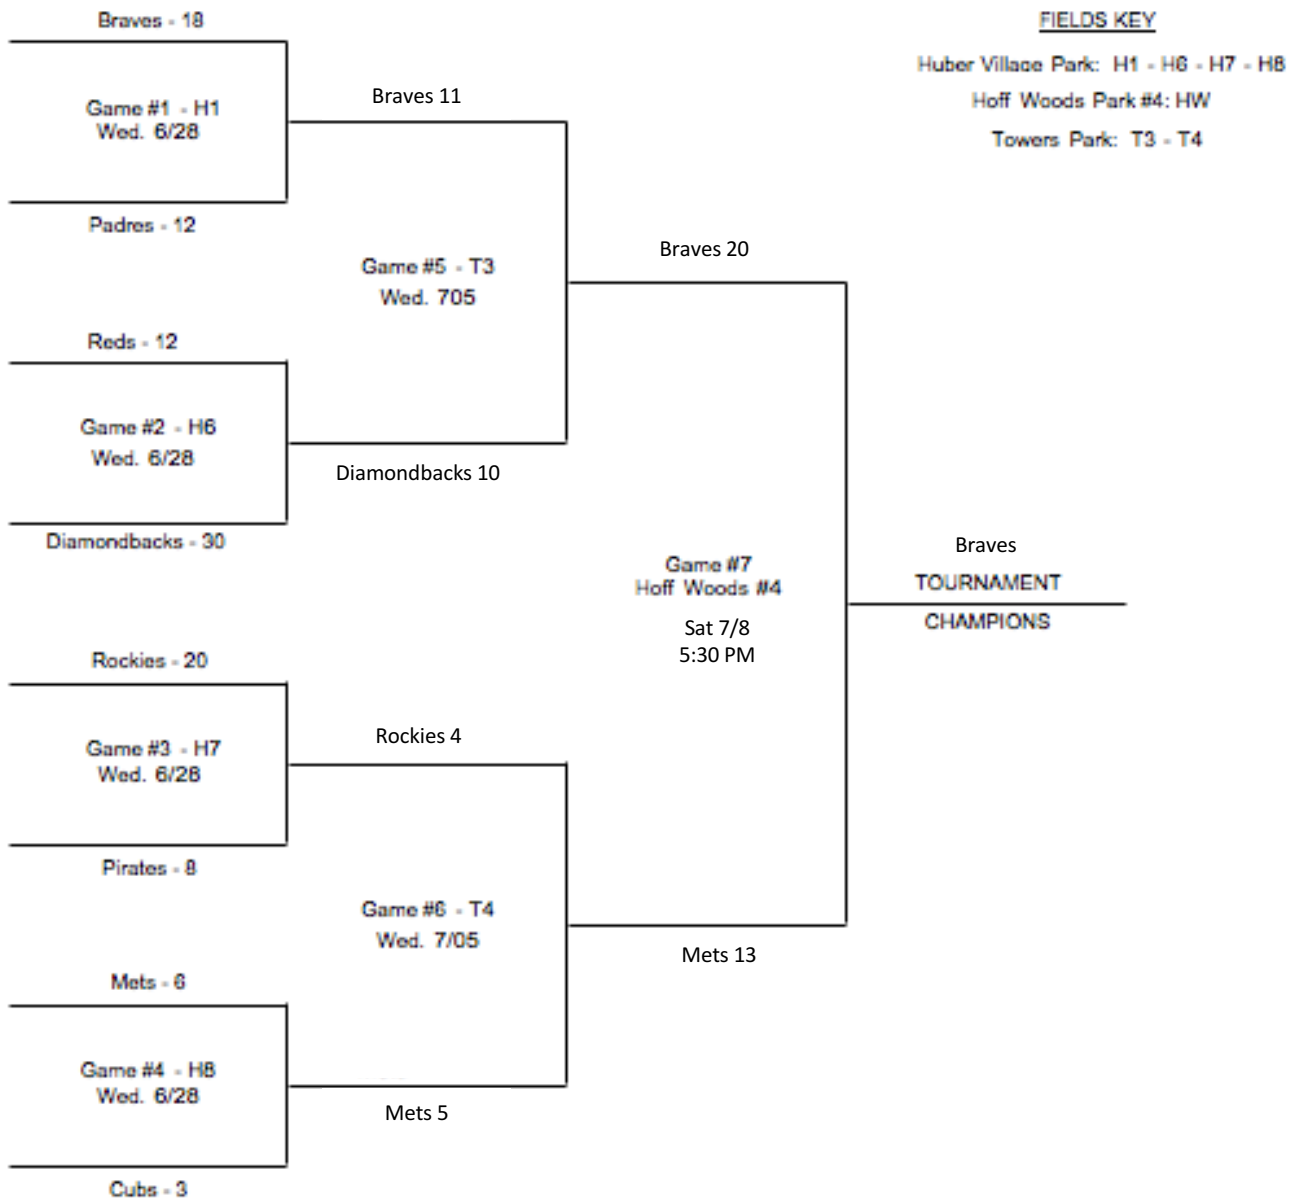 Braves - 18
FIELDS KEY
Huber Village Park: H1 - H6 - H7 - H8
Hoff Woods Park #4: HW
Towers Park: T3 - T4
Game #1 - H1
Wed. 6/28
Braves 11
Padres - 12
Game #5 - T3
Wed. 705
Braves 20
Reds - 12
Game #2 - H6
Wed. 6/28
Diamondbacks 10
Diamondbacks - 30
Game #7
Hoff Woods #4
Sat 7/8
5:30 PM
Braves
TOURNAMENT
CHAMPIONS
Rockies - 20
Game #3 - H7
Wed. 6/28
Rockies 4
Pirates - 8
Game #6 - T4
Wed. 7/05
Mets 13
Mets - 6
Game #4 - H8
Wed. 6/28
Mets 5
Cubs - 3